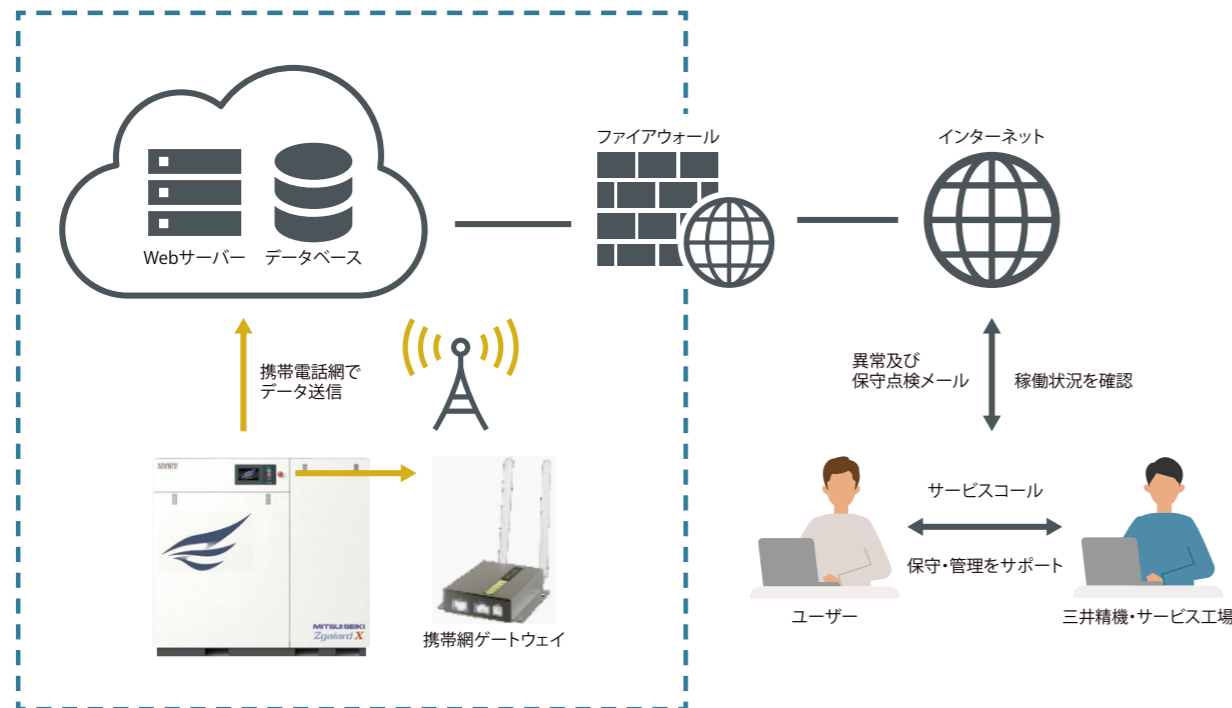 ファイアウォール
インターネット
Webサーバー
データベース
携帯電話網で
データ送信
異常及び
保守点検メール
稼働状況を確認
サービスコール
保守・管理をサポート
MITSUI SEIKI
Zgaiard X
携帯網ゲートウェイ
ユーザー
三井精機・サービス工場